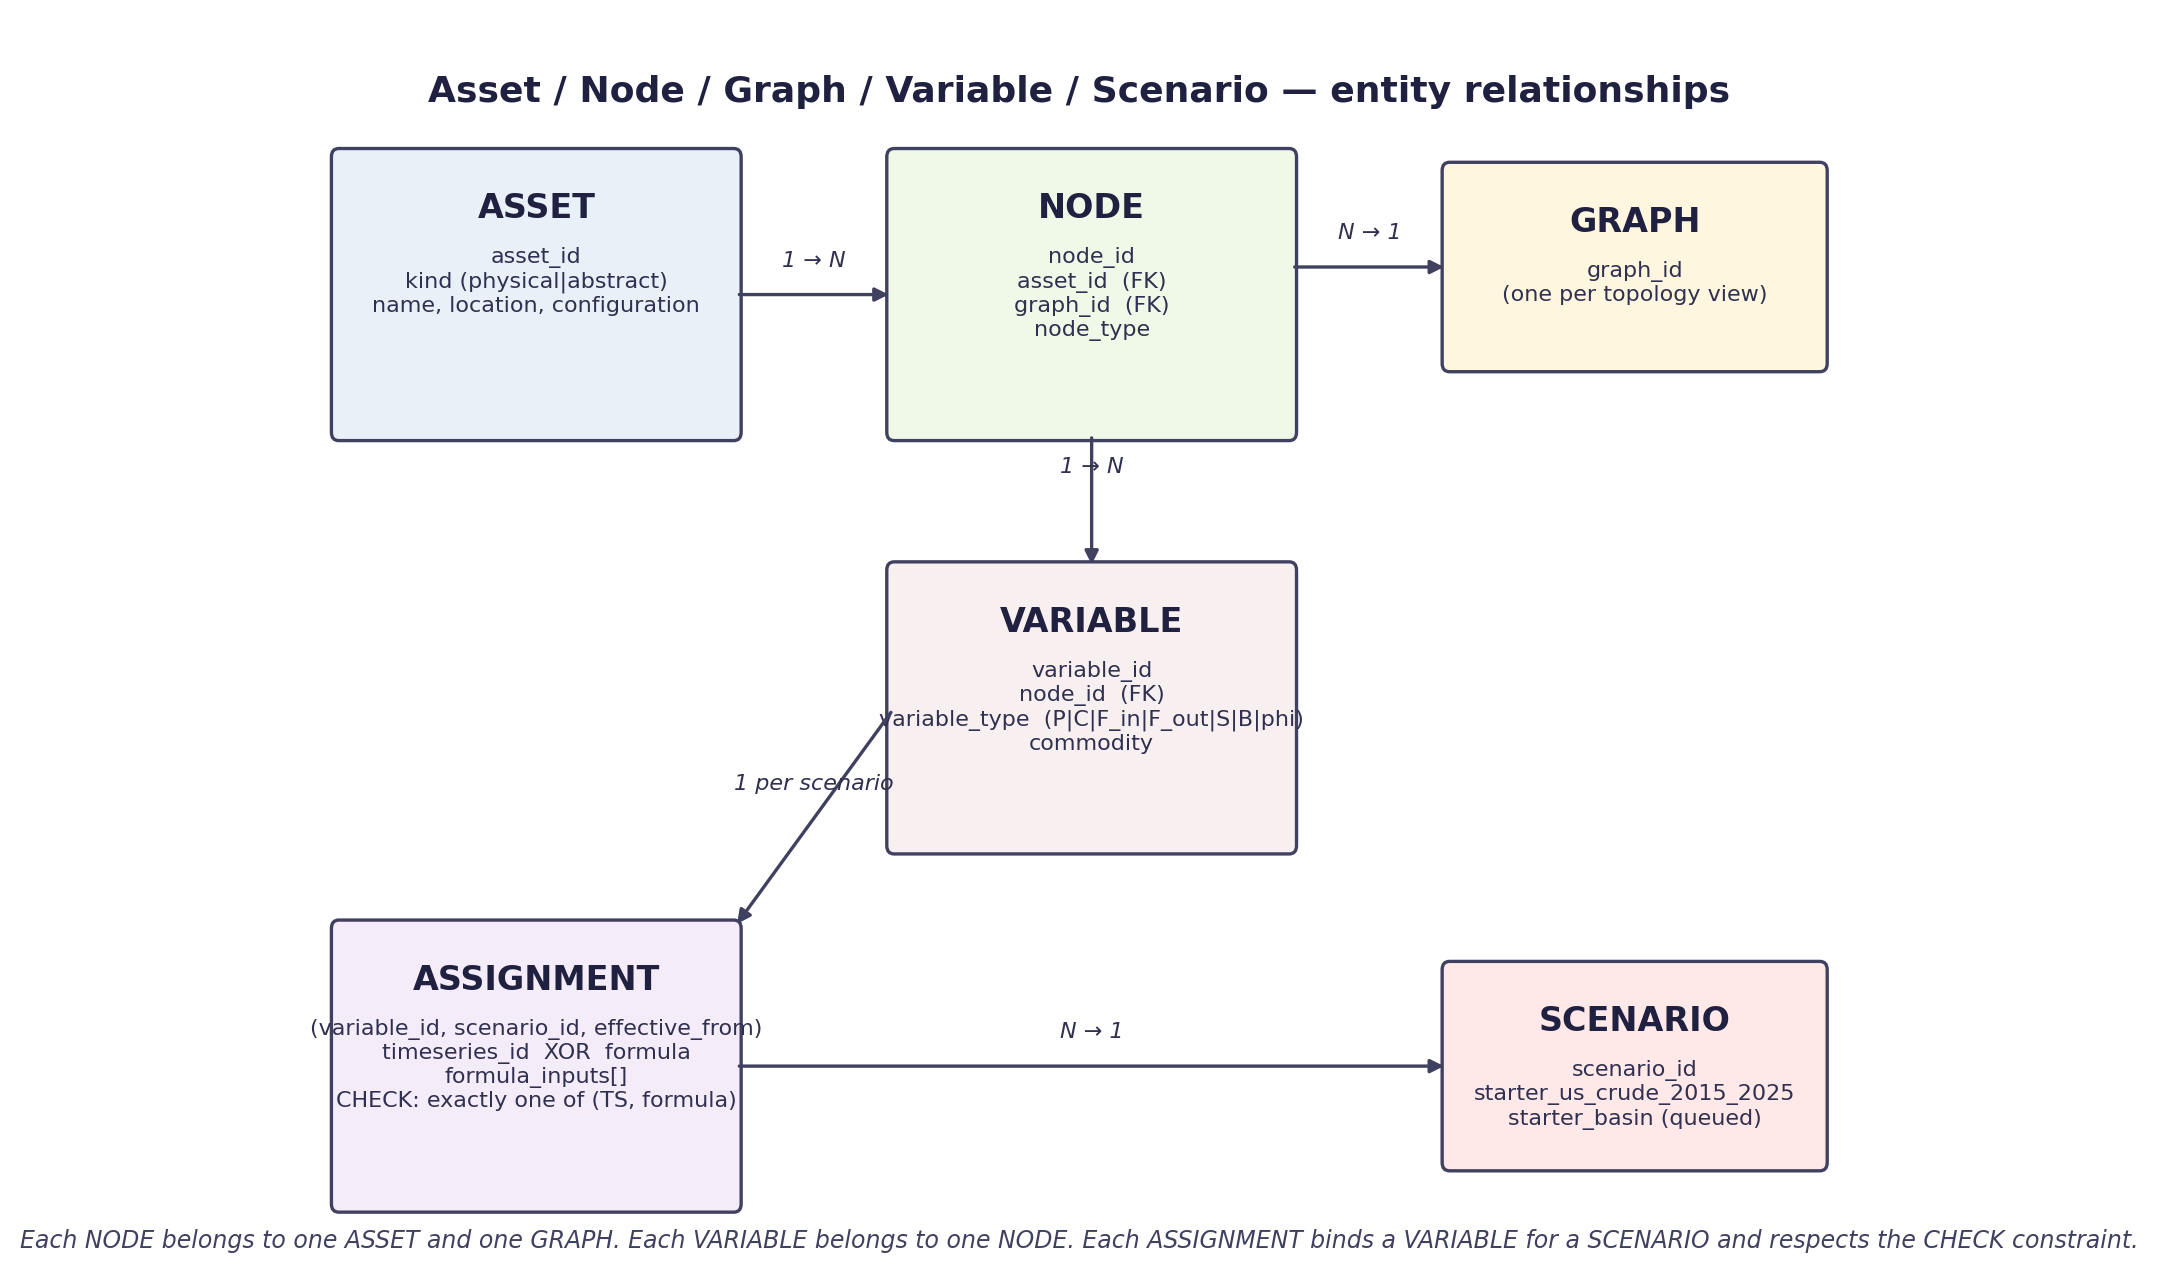 Asset / Node / Graph / Variable / Scenario — entity relationships
ASSET
asset_id
kind (physical|abstract)
name, location, configuration
1 → N
NODE
node_id
asset_id  (FK)
graph_id  (FK)
node_type
N → 1
GRAPH
graph_id
(one per topology view)
1 → N
VARIABLE
variable_id
node_id  (FK)
variable_type  (P|C|F_in|F_out|S|B|phi)
commodity
1 per scenario
ASSIGNMENT
(variable_id, scenario_id, effective_from)
timeseries_id  XOR  formula
formula_inputs[]
CHECK: exactly one of (TS, formula)
N → 1
SCENARIO
scenario_id
starter_us_crude_2015_2025
starter_basin (queued)
Each NODE belongs to one ASSET and one GRAPH. Each VARIABLE belongs to one NODE. Each ASSIGNMENT binds a VARIABLE for a SCENARIO and respects the CHECK constraint.